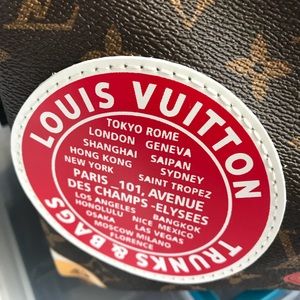 LOUIS VUITTON
TOKYO ROME
LONDON GENEVA
SHANGHAI SAIPAN
HONG KONG SYDNEY
NEW YORK SAINT TROPEZ
PARIS 101, AVENUE
DES CHAMPS-ELYSEES
LOS ANGELES BANGKOK
HONOLULU NICE MEXICO
OSAKA LAS VEGAS
MOSCOW MILANO
FLORENCE
TRUNKS & BAGS